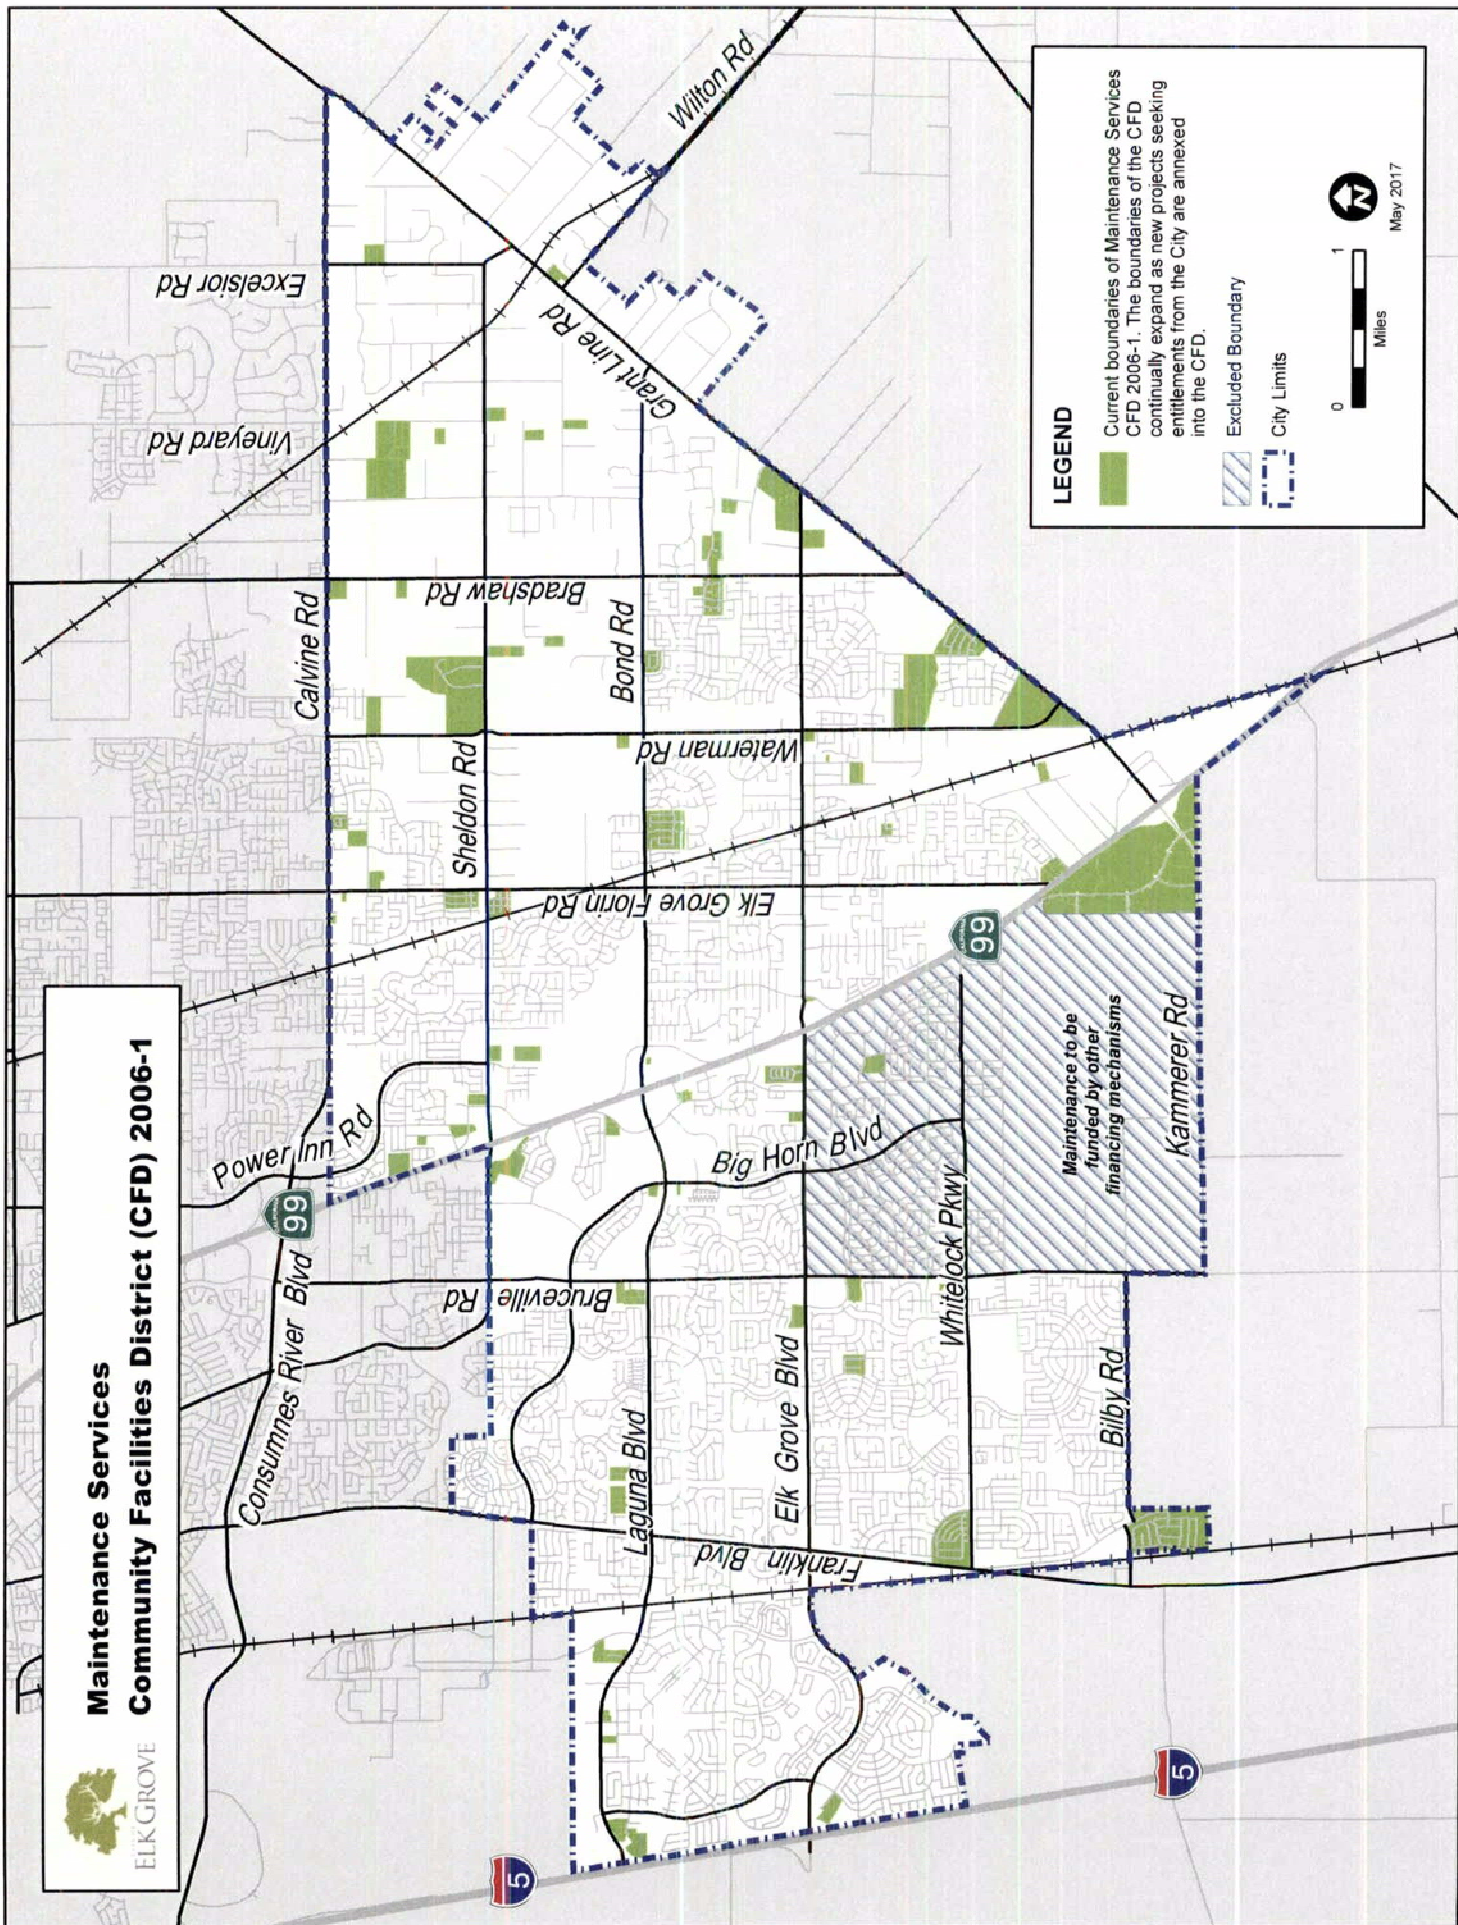 Maintenance Services
Community Facilities District (CFD) 2006-1
ELK GROVE
Excelsior Rd
Vineyard Rd
Wilton Rd
Grant Line Rd
Calvine Rd
Bradshaw Rd
Bond Rd
Sheldon Rd
Waterman Rd
Elk Grove Florin Rd
Power Inn Rd
99
Consumnes River Blvd
Bruceville Rd
Big Horn Blvd
99
Whitelock Pkwy
Kammerer Rd
Maintenance to be
funded by other
financing mechanisms
Laguna Blvd
Elk Grove Blvd
Bilby Rd
Franklin Blvd
5
5
LEGEND
Current boundaries of Maintenance Services
CFD 2006-1. The boundaries of the CFD
continually expand as new projects seeking
entitlements from the City are annexed
into the CFD.
Excluded Boundary
City Limits
0 1
Miles
N
May 2017